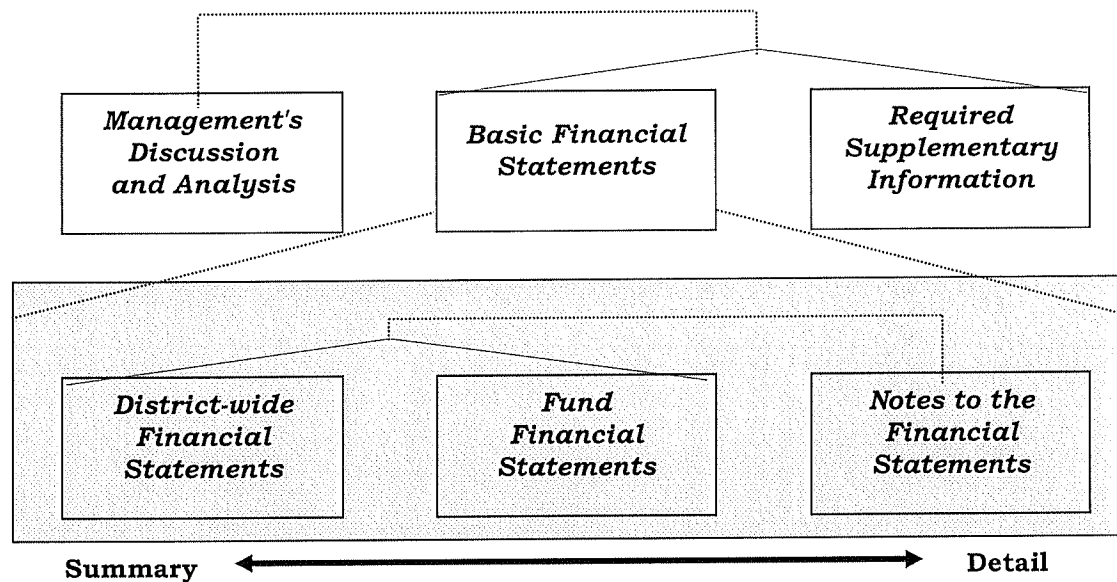 Management's
Discussion
and Analysis
Basic Financial
Statements
Required
Supplementary
Information
District-wide
Financial
Statements
Fund
Financial
Statements
Notes to the
Financial
Statements
Summary
Detail